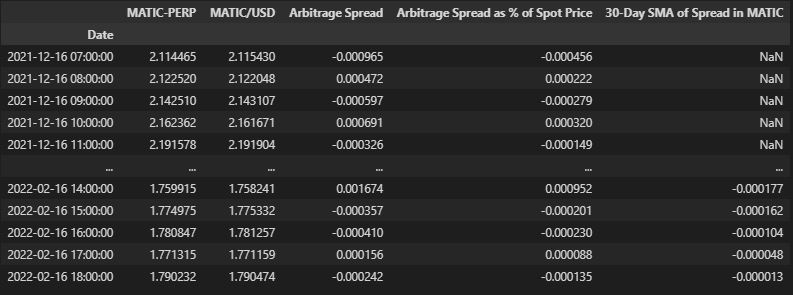 MATIC-PERP MATIC/USD Arbitrage Spread Arbitrage Spread as % of Spot Price 30-Day SMA of Spread in MATIC
Date
2021-12-16 07:00:00 2.114465 2.115430 -0.000965 -0.000456 NaN
2021-12-16 08:00:00 2.122520 2.122048 0.000472 0.000222 NaN
2021-12-16 09:00:00 2.142510 2.143107 -0.000597 -0.000279 NaN
2021-12-16 10:00:00 2.162362 2.161671 0.000691 0.000320 NaN
2021-12-16 11:00:00 2.191578 2.191904 -0.000326 -0.000149 NaN
... ... ... ... ... ...
2022-02-16 14:00:00 1.759915 1.758241 0.001674 0.000952 -0.000177
2022-02-16 15:00:00 1.774975 1.775332 -0.000357 -0.000201 -0.000162
2022-02-16 16:00:00 1.780847 1.781257 -0.000410 -0.000230 -0.000104
2022-02-16 17:00:00 1.771315 1.771159 0.000156 0.000088 -0.000048
2022-02-16 18:00:00 1.790232 1.790474 -0.000242 -0.000135 -0.000013